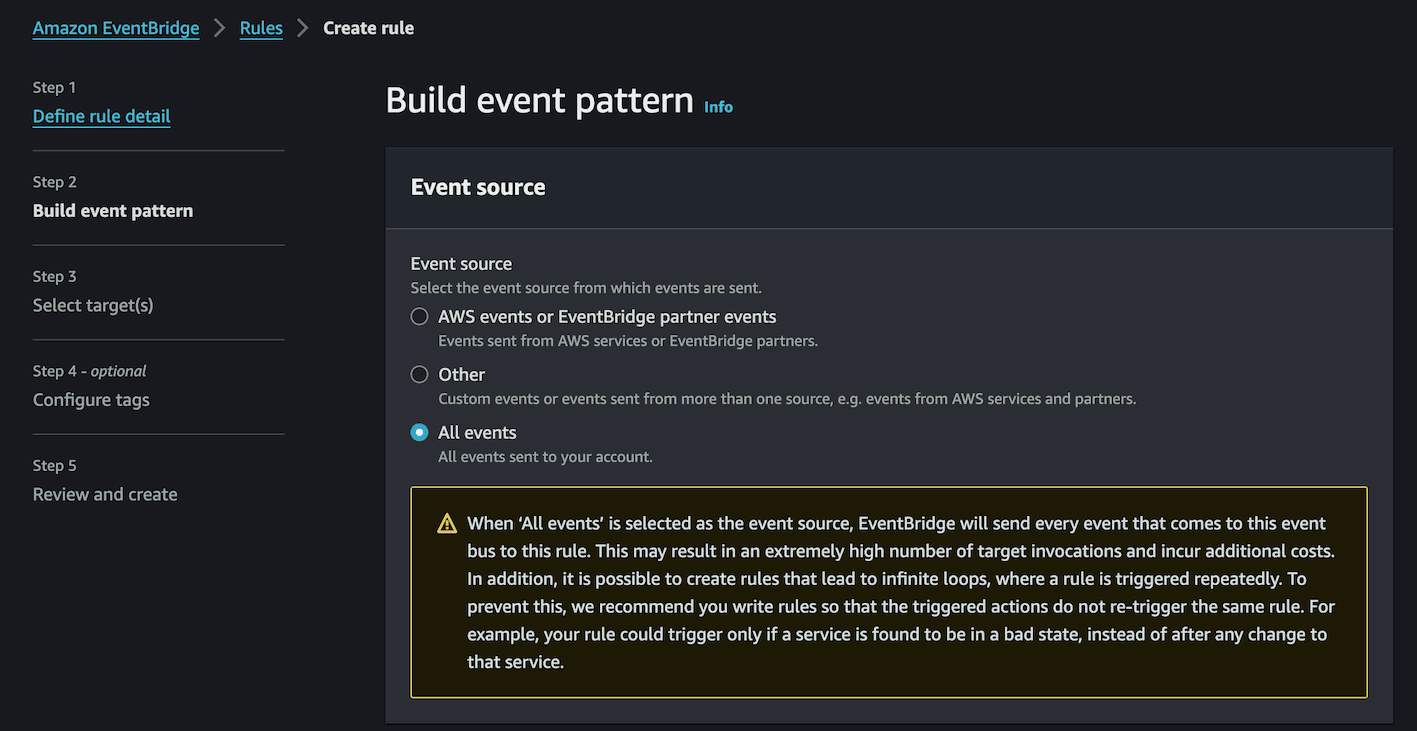 Amazon EventBridge > Rules > Create rule
Step 1
Define rule detail
Step 2
Build event pattern
Step 3
Select target(s)
Step 4 - optional
Configure tags
Step 5
Review and create
Build event pattern Info
Event source
Event source
Select the event source from which events are sent.
AWS events or EventBridge partner events
Events sent from AWS services or EventBridge partners.
Other
Custom events or events sent from more than one source, e.g. events from AWS services and partners.
All events
All events sent to your account.
When ‘All events’ is selected as the event source, EventBridge will send every event that comes to this event
bus to this rule. This may result in an extremely high number of target invocations and incur additional costs.
In addition, it is possible to create rules that lead to infinite loops, where a rule is triggered repeatedly. To
prevent this, we recommend you write rules so that the triggered actions do not re-trigger the same rule. For
example, your rule could trigger only if a service is found to be in a bad state, instead of after any change to
that service.